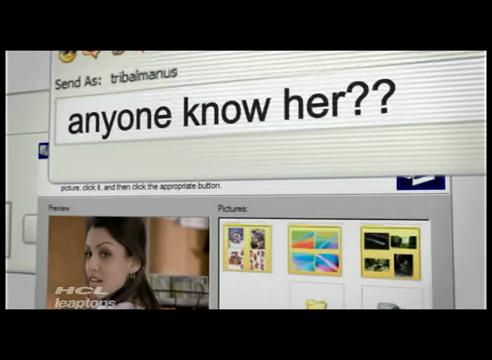 Send As: tribalmanus
anyone know her??
picture, click it, and then click the appropriate button.
Preview
Pictures:
HCL
leaptops